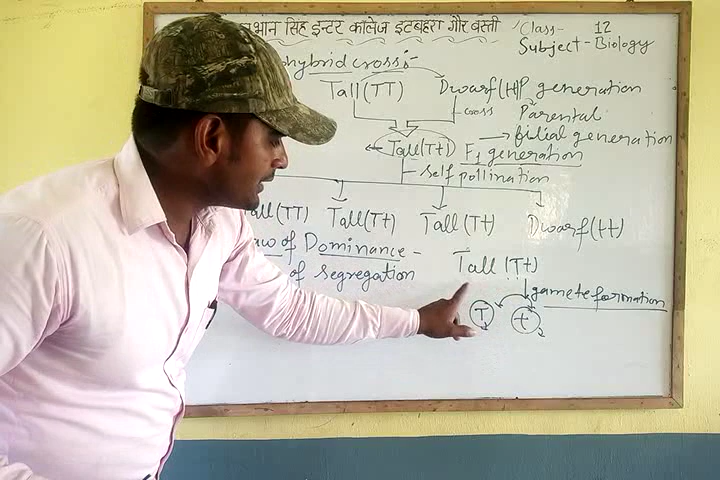 भान सिंह इन्टर कॉलेज इटबहरा गौर बस्ती
Class- 12
Subject- Biology
hybrid cross:-
Tall (TT) Dwarf (tt) P generation
cross Parental
Tall (Tt) F1 generation → filial generation
Self pollination
Tall (TT) Tall (Tt) Tall (Tt) Dwarf (tt)
Law of Dominance -
of Segregation
Tall (Tt)
gamete formation
T t